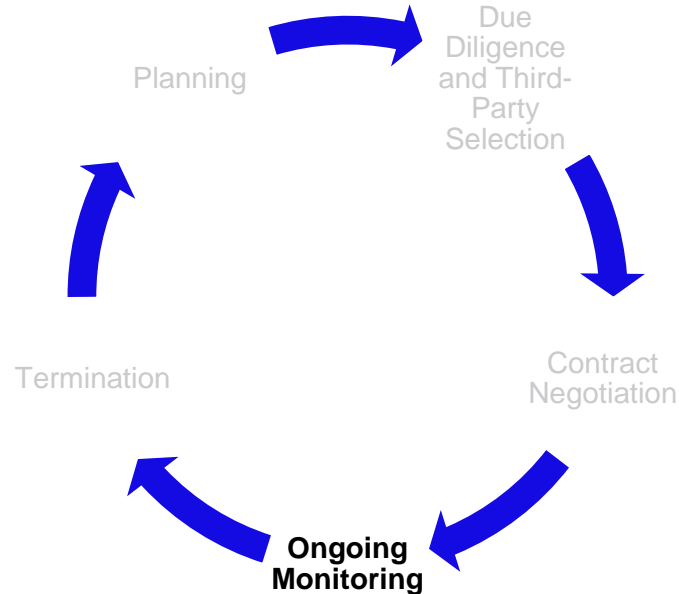 Planning
Due
Diligence
and Third-
Party
Selection
Contract
Negotiation
Ongoing
Monitoring
Termination